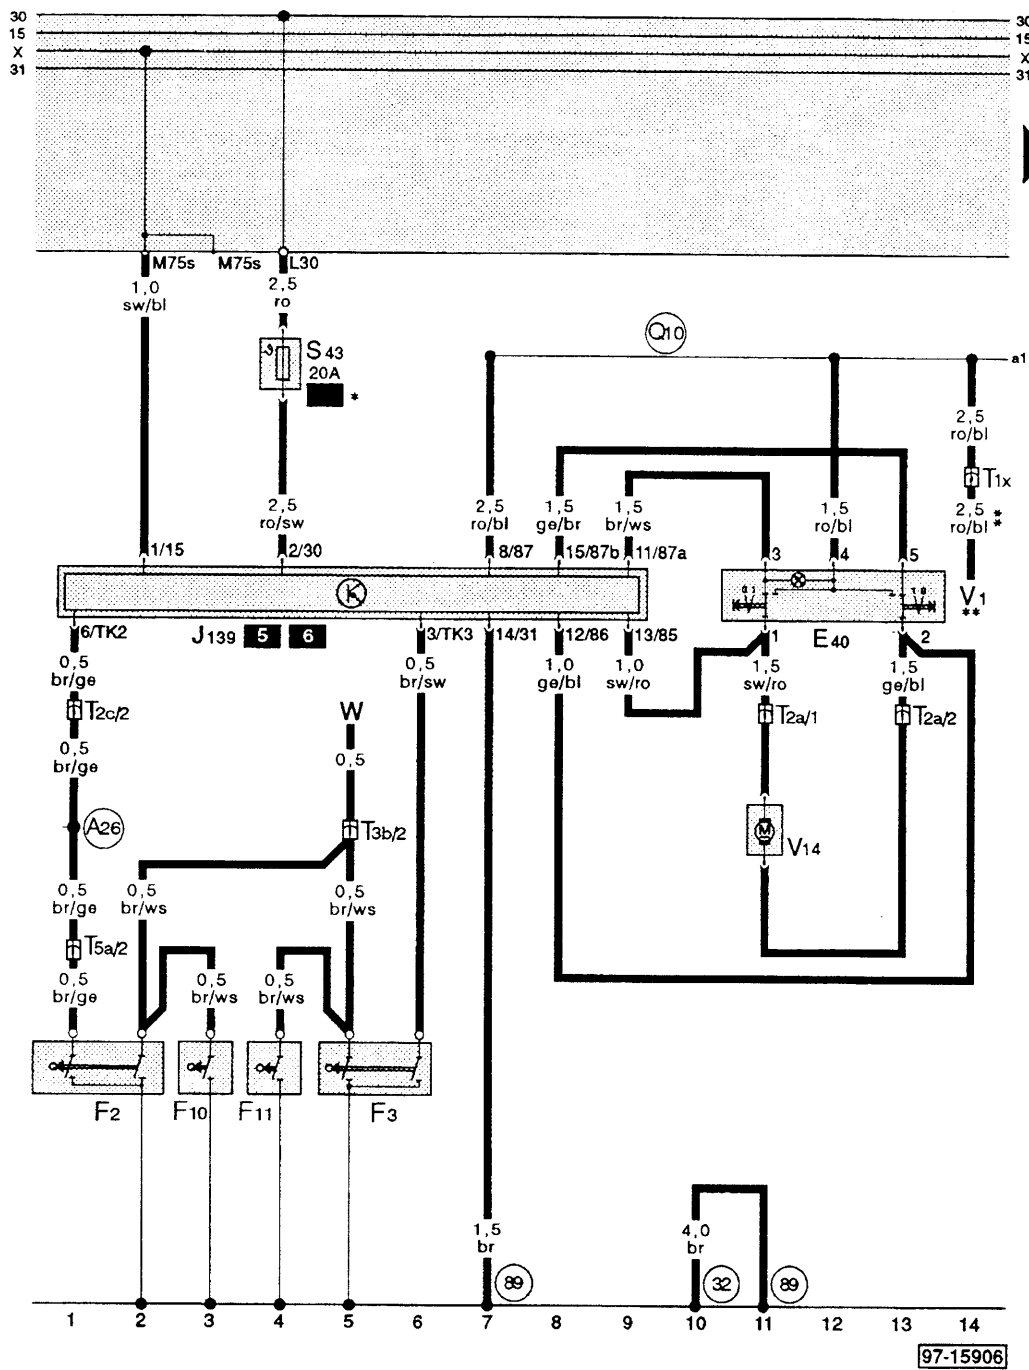 30 30
15 15
X X
31 31
M75s M75s L30
1,0 2,5
sw/bl ro
S43
20A
*
Q10
a1
2,5
ro/bl
T1x
2,5 1,5 1,5
ro/bl ge/br br/ws
1,5
ro/bl
2,5 **
ro/bl
2,5
ro/sw
1/15 2/30 8/87 15/87b 11/87a 3 4 5
V1
**
6/TK2 J139 5 6 3/TK3 14/31 12/86 13/85 1 E40 2
0,5
br/ge
0,5
br/sw
1,0 1,0
ge/bl sw/ro
1,5 1,5
sw/ro ge/bl
T2c/2 W T2a/1 T2a/2
0,5
br/ge
0,5
A26 T3b/2
M V14
0,5 0,5 0,5
br/ge br/ws br/ws
T5a/2
0,5 0,5 0,5
br/ge br/ws br/ws
F2 F10 F11 F3
1,5 4,0
br br
89 32 89
1 2 3 4 5 6 7 8 9 10 11 12 13 14
97-15906